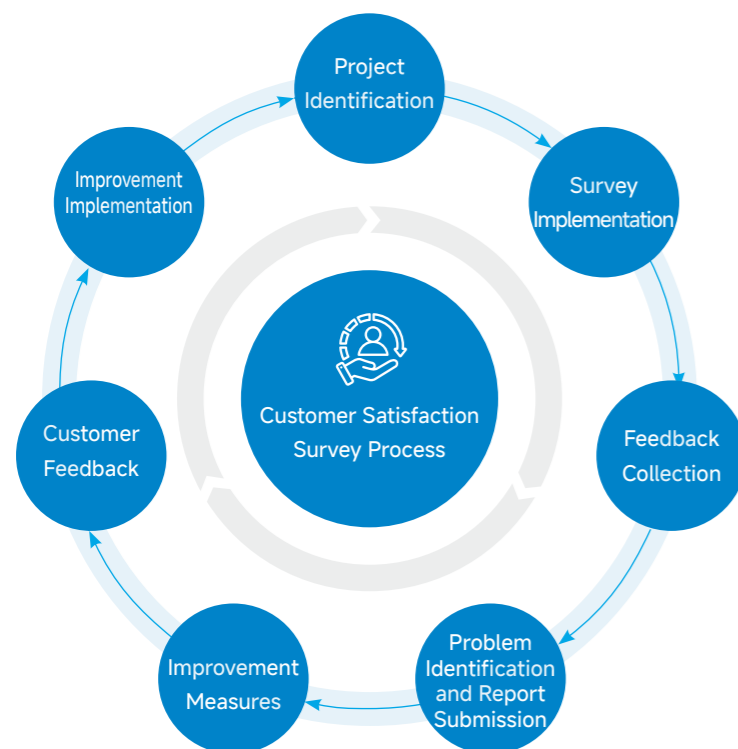 Project
Identification
Survey
Implementation
Feedback
Collection
Problem
Identification
and Report
Submission
Improvement
Measures
Customer
Feedback
Improvement
Implementation
Customer Satisfaction
Survey Process